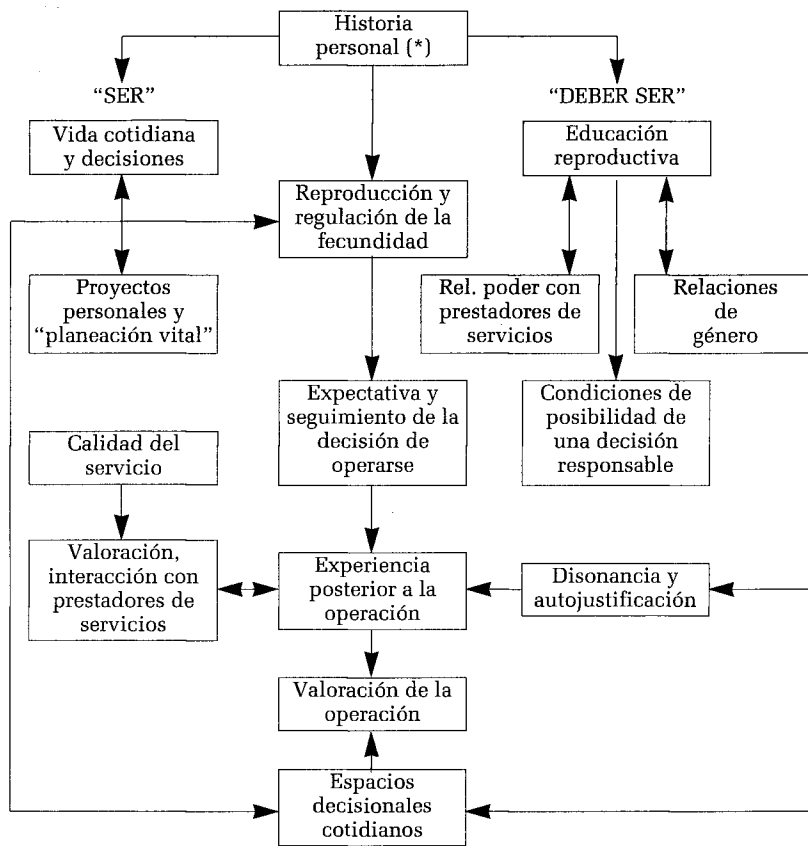 Historia
personal (*)
“SER”
“DEBER SER”
Vida cotidiana
y decisiones
Educación
reproductiva
Reproducción y
regulación de la
fecundidad
Proyectos
personales y
“planeación vital”
Rel. poder con
prestadores de
servicios
Relaciones
de
género
Expectativa y
seguimiento de la
decisión de
operarse
Condiciones de
posibilidad de
una decisión
responsable
Calidad del
servicio
Valoración,
interacción con
prestadores de
servicios
Experiencia
posterior a la
operación
Disonancia y
autojustificación
Valoración de la
operación
Espacios
decisionales
cotidianos